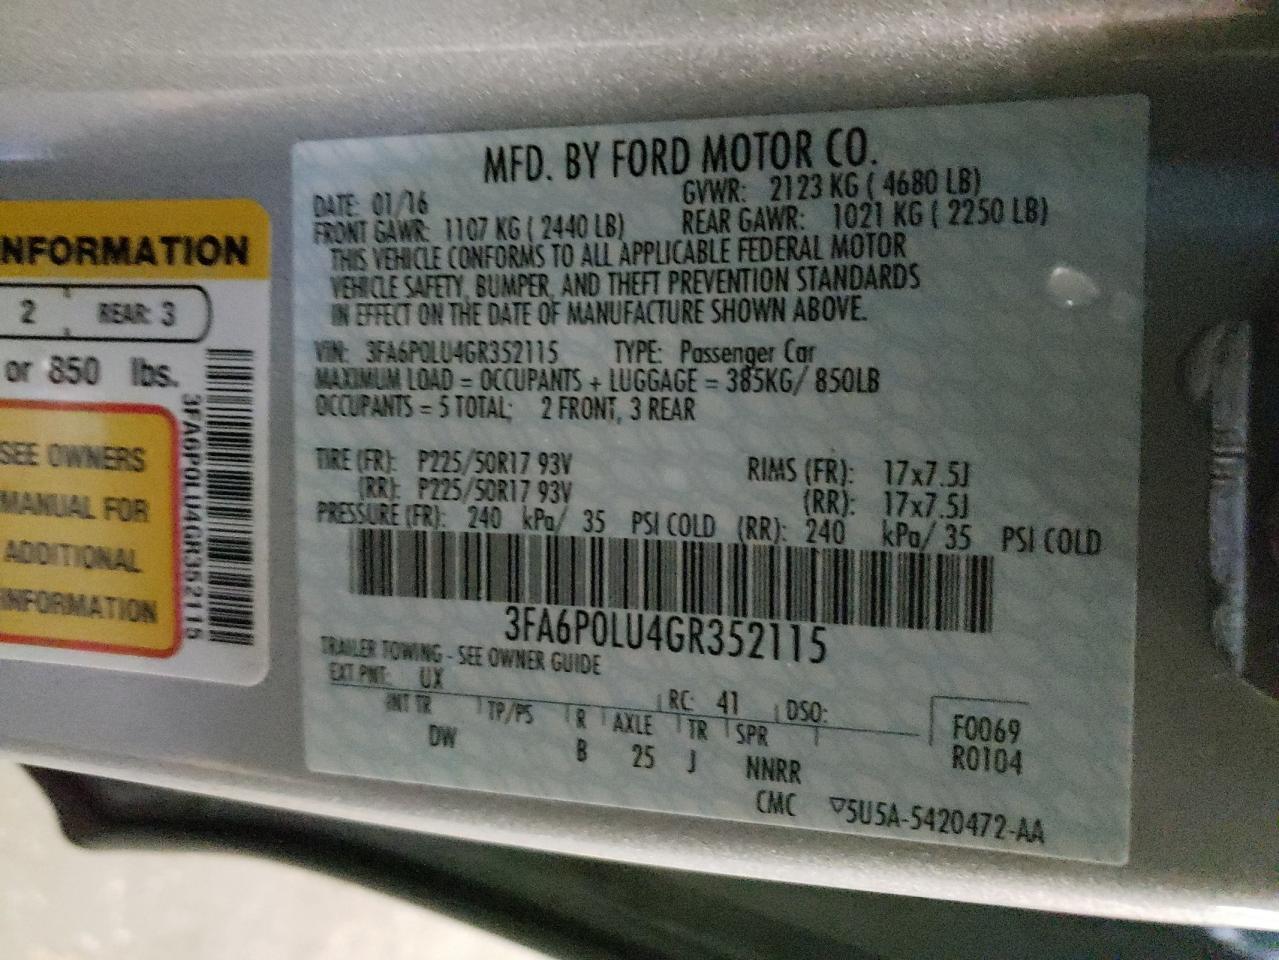 NFORMATION
2 REAR: 3
or 850 lbs.
SEE OWNERS
MANUAL FOR
ADDITIONAL
INFORMATION
3FA6P0LU4GR352115
MFD. BY FORD MOTOR CO.
DATE: 01/16 GVWR: 2123 KG ( 4680 LB)
FRONT GAWR: 1107 KG ( 2440 LB) REAR GAWR: 1021 KG ( 2250 LB)
THIS VEHICLE CONFORMS TO ALL APPLICABLE FEDERAL MOTOR
VEHICLE SAFETY, BUMPER, AND THEFT PREVENTION STANDARDS
IN EFFECT ON THE DATE OF MANUFACTURE SHOWN ABOVE.
VIN: 3FA6P0LU4GR352115 TYPE: Passenger Car
MAXIMUM LOAD = OCCUPANTS + LUGGAGE = 385KG/ 850LB
OCCUPANTS = 5 TOTAL; 2 FRONT, 3 REAR
TIRE (FR): P225/50R17 93V RIMS (FR): 17x7.5J
(RR): P225/50R17 93V (RR): 17x7.5J
PRESSURE (FR): 240 kPa/ 35 PSI COLD (RR): 240 kPa/ 35 PSI COLD
3FA6P0LU4GR352115
TRAILER TOWING - SEE OWNER GUIDE
EXT PNT: UX RC: 41 DSO:
INT TR TP/PS R AXLE TR SPR F0069
DW B 25 J NNRR R0104
CMC ▽5U5A-5420472-AA